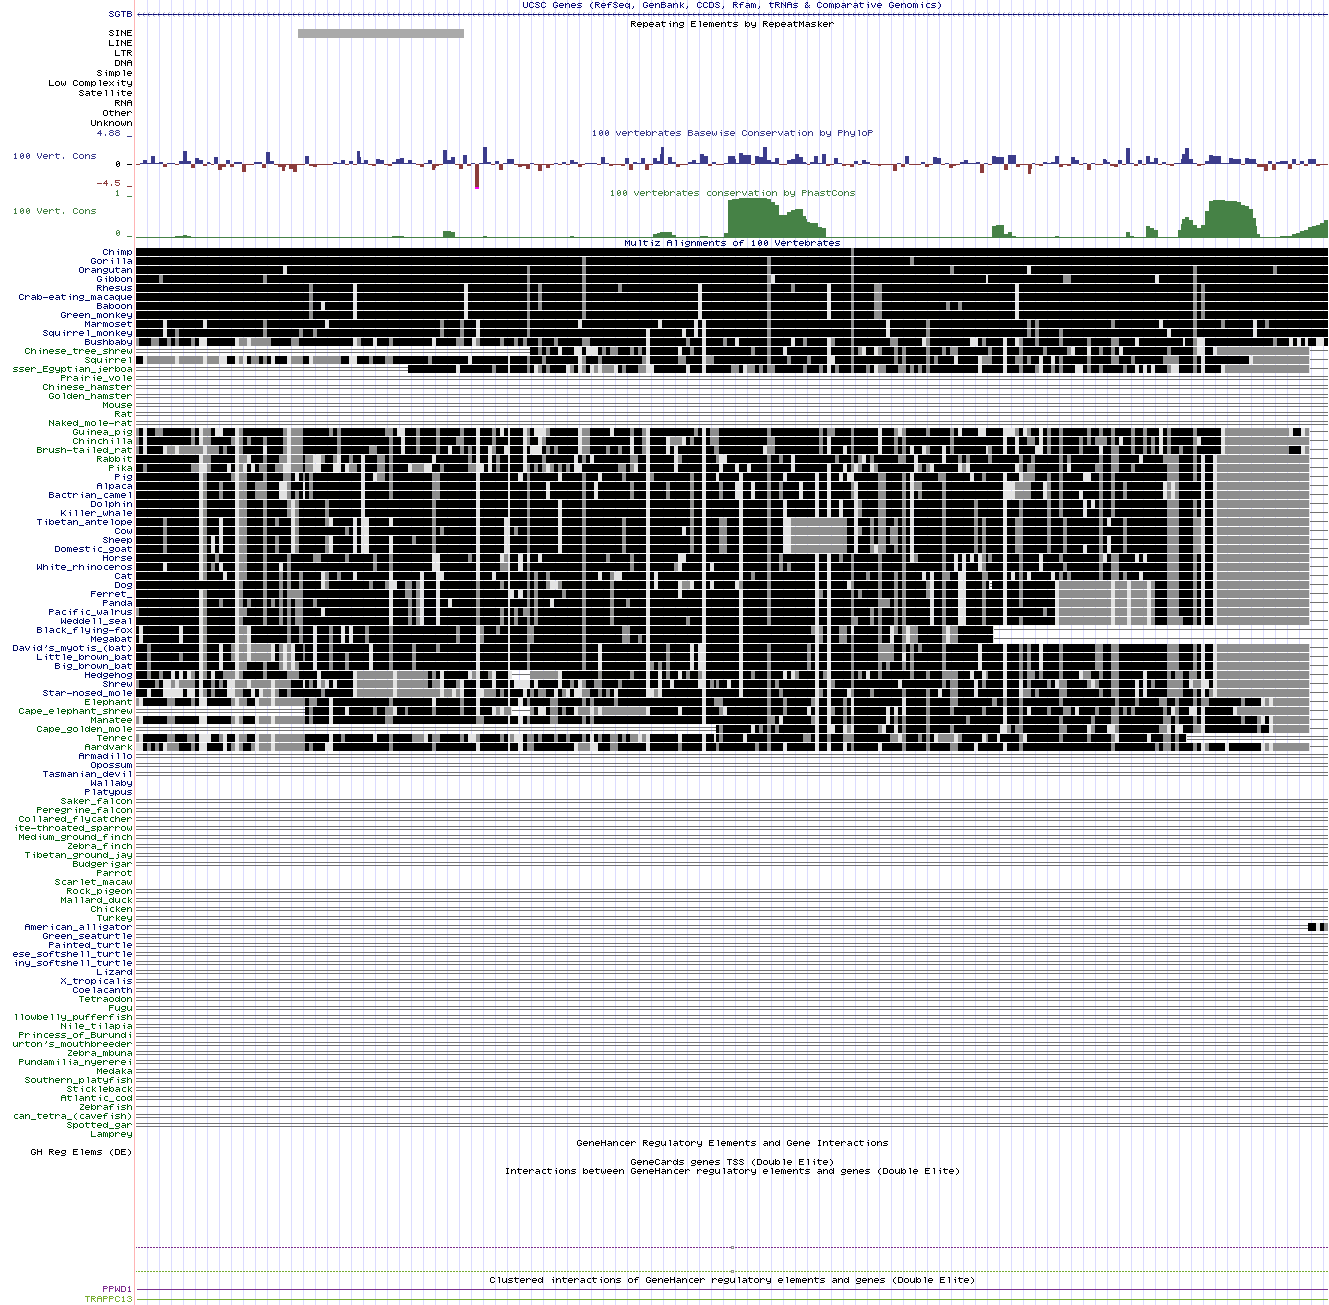 UCSC Genes (RefSeq, GenBank, CCDS, Rfam, tRNAs & Comparative Genomics)
SGTB
Repeating Elements by RepeatMasker
SINE
LINE
LTR
DNA
Simple
Low Complexity
Satellite
RNA
Other
Unknown
4.88 _
100 vertebrates Basewise Conservation by PhyloP
100 Vert. Cons
0 _
-4.5 _
100 vertebrates conservation by PhastCons
1 _
100 Vert. Cons
0 _
Multiz Alignments of 100 Vertebrates
Chimp
Gorilla
Orangutan
Gibbon
Rhesus
Crab-eating_macaque
Baboon
Green_monkey
Marmoset
Squirrel_monkey
Bushbaby
Chinese_tree_shrew
Squirrel
sser_Egyptian_jerboa
Prairie_vole
Chinese_hamster
Golden_hamster
Mouse
Rat
Naked_mole-rat
Guinea_pig
Chinchilla
Brush-tailed_rat
Rabbit
Pika
Pig
Alpaca
Bactrian_camel
Dolphin
Killer_whale
Tibetan_antelope
Cow
Sheep
Domestic_goat
Horse
White_rhinoceros
Cat
Dog
Ferret_
Panda
Pacific_walrus
Weddell_seal
Black_flying-fox
Megabat
David's_myotis_(bat)
Little_brown_bat
Big_brown_bat
Hedgehog
Shrew
Star-nosed_mole
Elephant
Cape_elephant_shrew
Manatee
Cape_golden_mole
Tenrec
Aardvark
Armadillo
Opossum
Tasmanian_devil
Wallaby
Platypus
Saker_falcon
Peregrine_falcon
Collared_flycatcher
ite-throated_sparrow
Medium_ground_finch
Zebra_finch
Tibetan_ground_jay
Budgerigar
Parrot
Scarlet_macaw
Rock_pigeon
Mallard_duck
Chicken
Turkey
American_alligator
Green_seaturtle
Painted_turtle
ese_softshell_turtle
iny_softshell_turtle
Lizard
X_tropicalis
Coelacanth
Tetraodon
Fugu
llowbelly_pufferfish
Nile_tilapia
Princess_of_Burundi
urton's_mouthbreeder
Zebra_mbuna
Pundamilia_nyererei
Medaka
Southern_platyfish
Stickleback
Atlantic_cod
Zebrafish
can_tetra_(cavefish)
Spotted_gar
Lamprey
GeneHancer Regulatory Elements and Gene Interactions
GH Reg Elems (DE)
GeneCards genes TSS (Double Elite)
Interactions between GeneHancer regulatory elements and genes (Double Elite)
Clustered interactions of GeneHancer regulatory elements and genes (Double Elite)
PPWD1
TRAPPC13